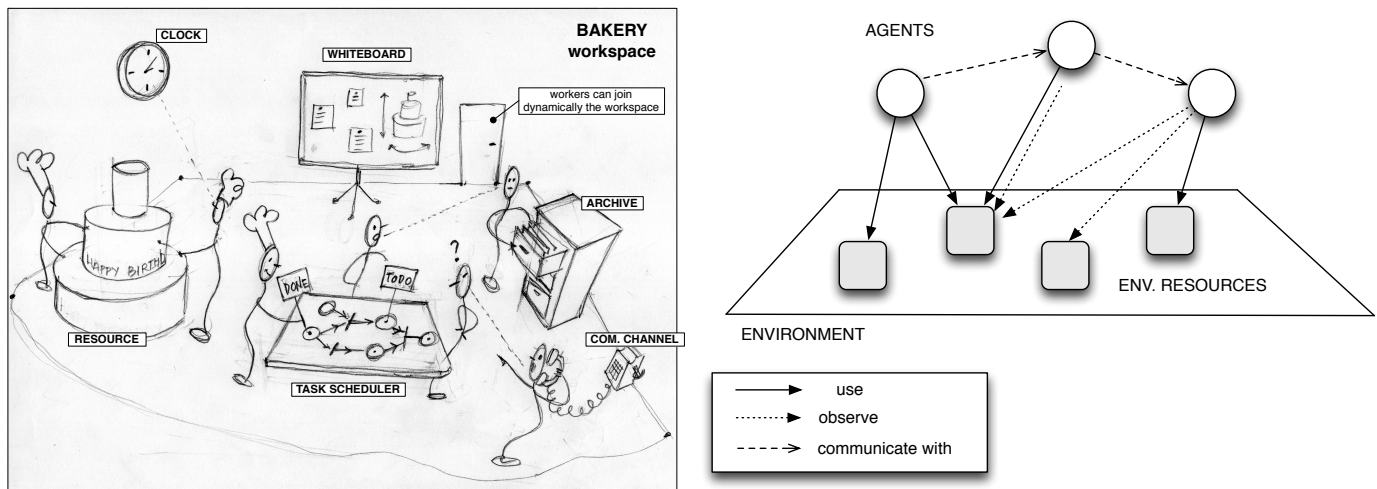 CLOCK
BAKERY
workspace
WHITEBOARD
workers can join
dynamically the workspace
ARCHIVE
HAPPY BIRTHD
?
DONE
TODO
RESOURCE
COM. CHANNEL
TASK SCHEDULER
AGENTS
ENV. RESOURCES
ENVIRONMENT
use
observe
communicate with